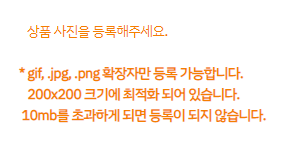 상품 사진을 등록해주세요.
* gif, .jpg, .png 확장자만 등록 가능합니다.
200x200 크기에 최적화 되어 있습니다.
10mb를 초과하게 되면 등록이 되지 않습니다.